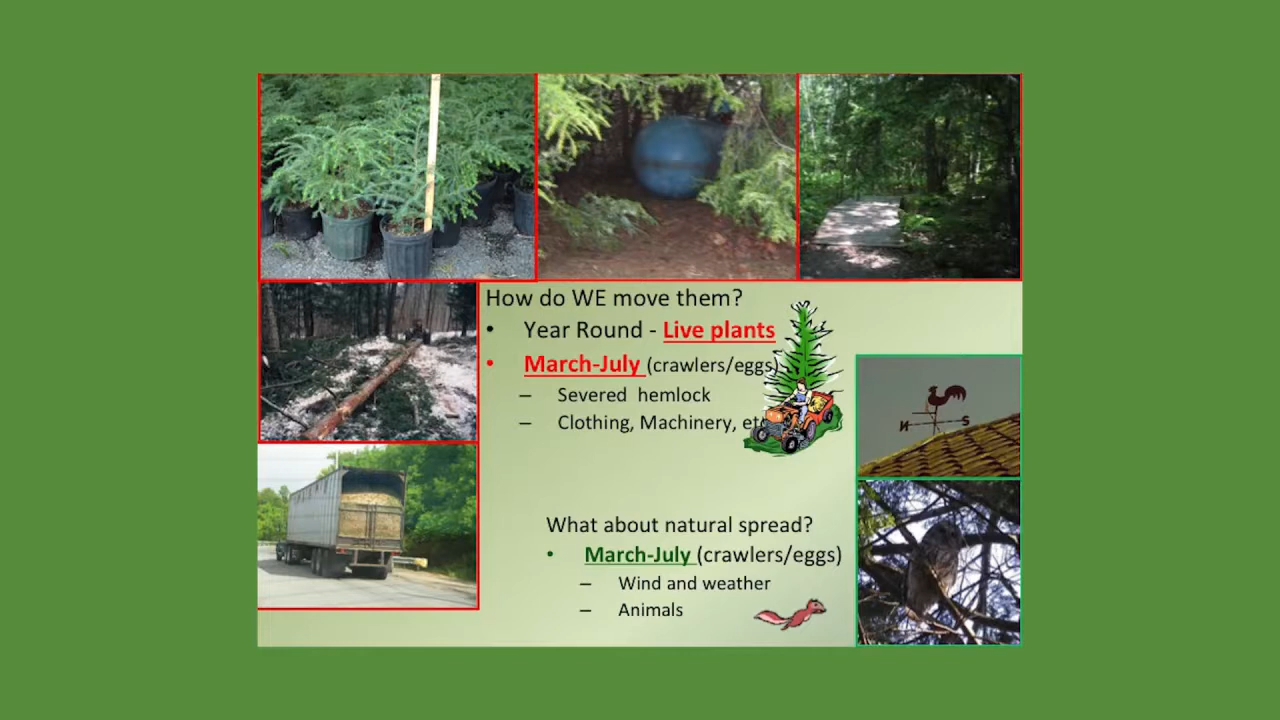 How do WE move them?
• Year Round - Live plants
• March-July (crawlers/eggs)
– Severed hemlock
– Clothing, Machinery, etc
What about natural spread?
• March-July (crawlers/eggs)
– Wind and weather
– Animals
N S